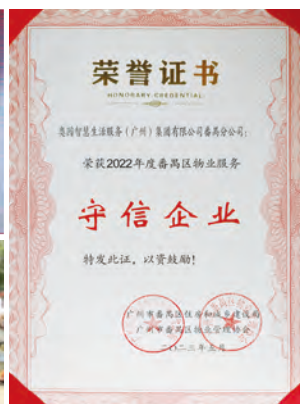 荣誉证书
HONORARY CREDENTIAL
奥园智慧生活服务（广州）集团有限公司番禺分公司：
荣获2022年度番禺区物业服务
守信企业
特发此证，以资鼓励！
广州市番禺区住房和城乡建设局
广州市番禺区物业管理协会
二〇二三年五月